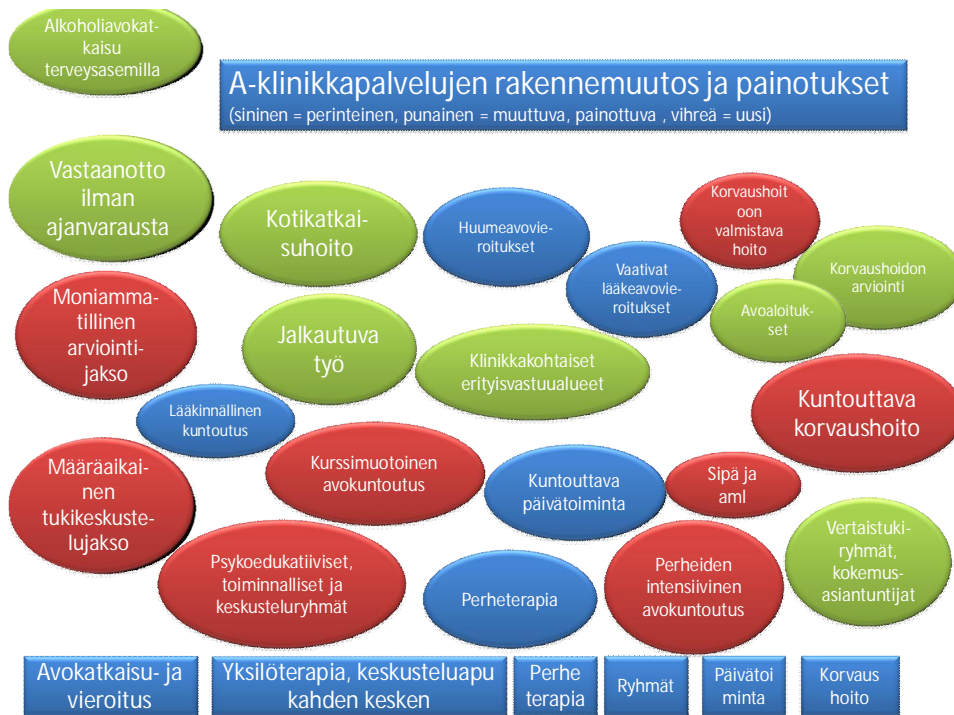 Alkoholiavokat-
kaisu
terveysasemilla
A-klinikkapalvelujen rakennemuutos ja painotukset
(sininen = perinteinen, punainen = muuttuva, painottuva , vihreä = uusi)
Vastaanotto
ilman
ajanvarausta
Kotikatkai-
suhoito
Huumeavovie-
roitukset
Vaativat
lääkeavovie-
roitukset
Korvaushoit
oon
valmistava
hoito
Korvaushoidon
arviointi
Avoaloituk-
set
Moniamma-
tillinen
arviointi-
jakso
Jalkautuva
työ
Klinikkakohtaiset
erityisvastuualueet
Kuntouttava
korvaushoito
Lääkinnällinen
kuntoutus
Kurssimuotoinen
avokuntoutus
Kuntouttava
päivätoiminta
Sipä ja
aml
Määräaikai-
nen
tukikeskuste-
lujakso
Psykoedukatiiviset,
toiminnalliset ja
keskusteluryhmät
Perheterapia
Perheiden
intensiivinen
avokuntoutus
Vertaistuki-
ryhmät,
kokemus-
asiantuntijat
Avokatkaisu- ja
vieroitus
Yksilöterapia, keskusteluapu
kahden kesken
Perhe
terapia
Ryhmät
Päivätoi
minta
Korvaus
hoito